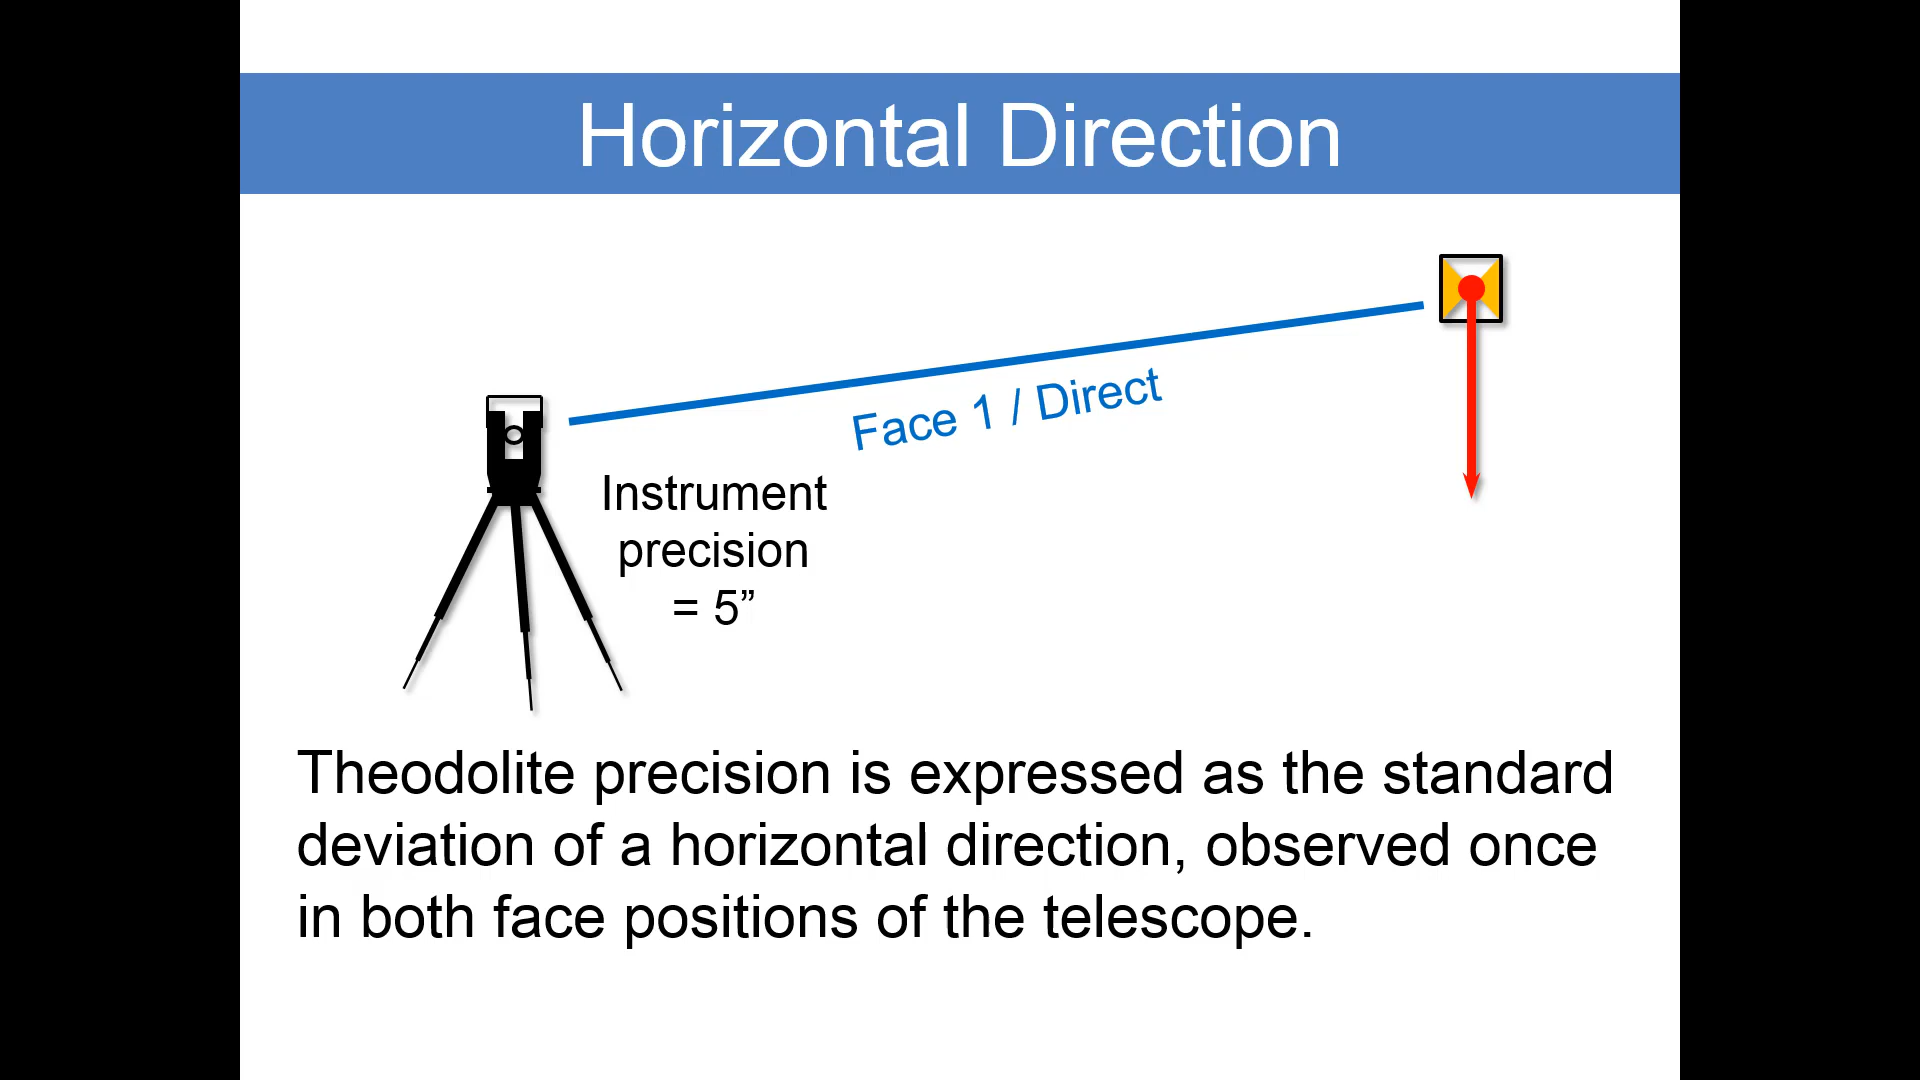 Horizontal Direction
Face 1 / Direct
Instrument
precision
= 5”
Theodolite precision is expressed as the standard
deviation of a horizontal direction, observed once
in both face positions of the telescope.